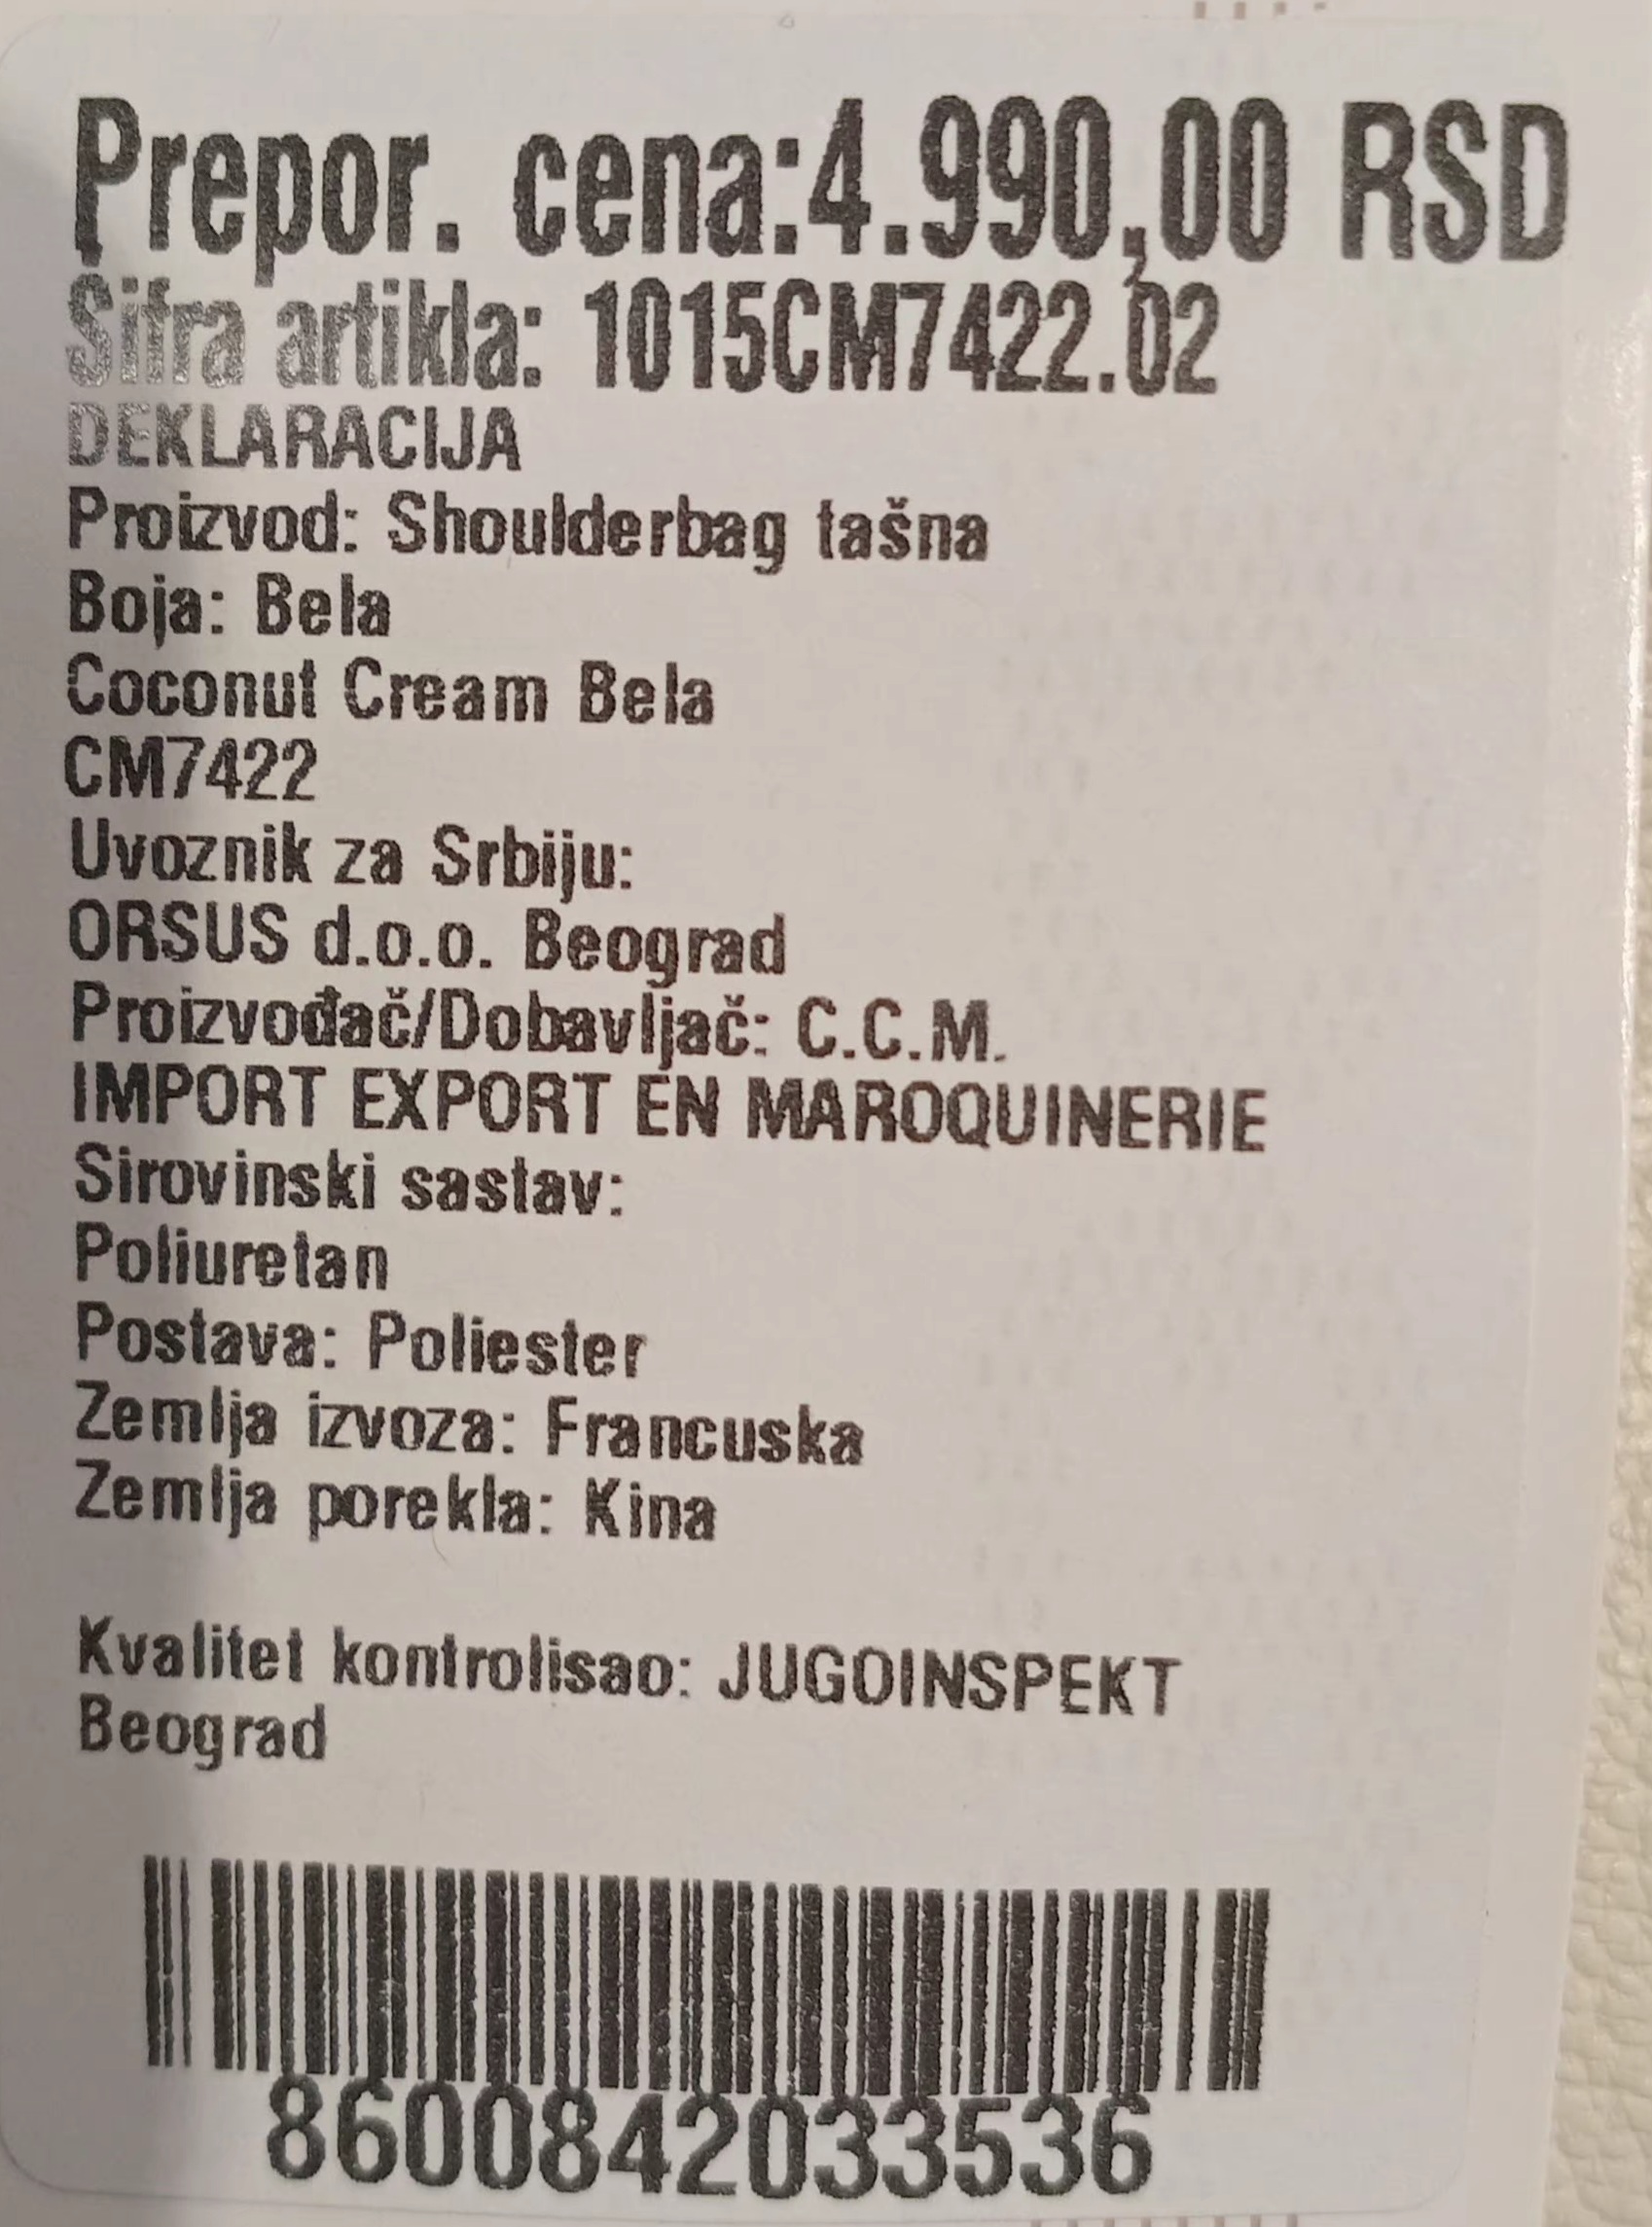 Prepor. cena:4.990,00 RSD
Šifra artikla: 1015CM7422.02
DEKLARACIJA
Proizvod: Shoulderbag tašna
Boja: Bela
Coconut Cream Bela
CM7422
Uvoznik za Srbiju:
ORSUS d.o.o. Beograd
Proizvođač/Dobavljač: C.C.M.
IMPORT EXPORT EN MAROQUINERIE
Sirovinski sastav:
Poliuretan
Postava: Poliester
Zemlja izvoza: Francuska
Zemlja porekla: Kina
Kvalitet kontrolisao: JUGOINSPEKT
Beograd
8600842033536